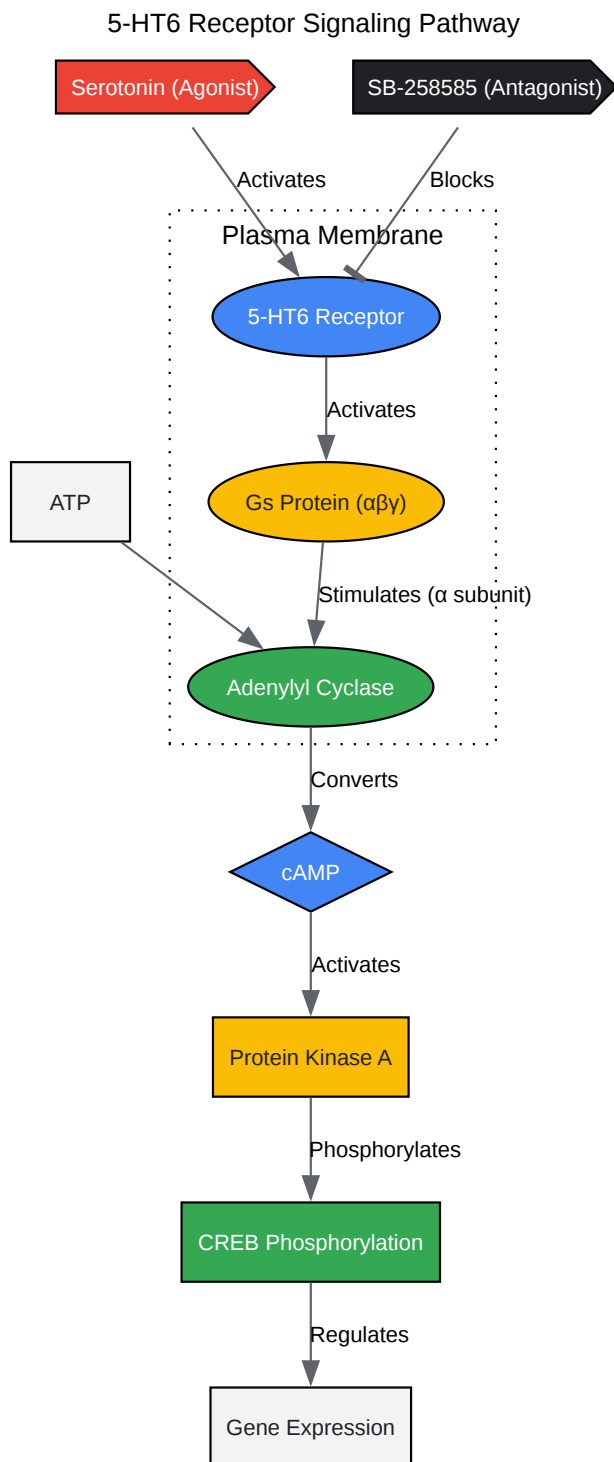 5-HT6 Receptor Signaling Pathway
Serotonin (Agonist)
SB-258585 (Antagonist)
Activates
Blocks
Plasma Membrane
5-HT6 Receptor
Activates
ATP
Gs Protein (αβγ)
Stimulates (α subunit)
Adenylyl Cyclase
Converts
cAMP
Activates
Protein Kinase A
Phosphorylates
CREB Phosphorylation
Regulates
Gene Expression